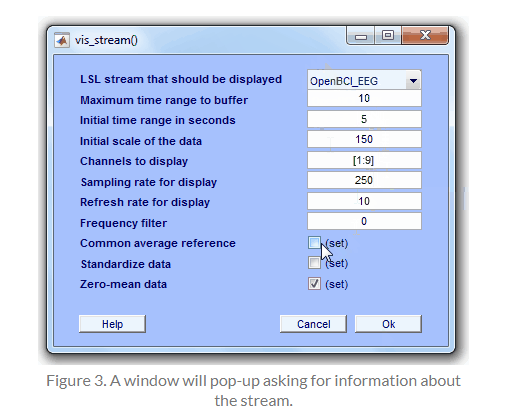 vis_stream()
LSL stream that should be displayed OpenBCI_EEG
Maximum time range to buffer 10
Initial time range in seconds 5
Initial scale of the data 150
Channels to display [1:9]
Sampling rate for display 250
Refresh rate for display 10
Frequency filter 0
Common average reference (set)
Standardize data (set)
Zero-mean data (set)
Help Cancel Ok
Figure 3. A window will pop-up asking for information about
the stream.